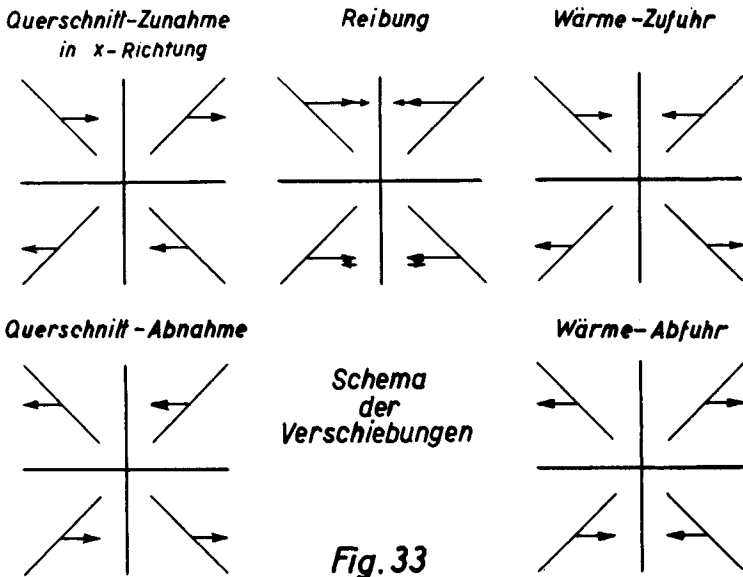 Querschnitt-Zunahme
in x-Richtung
Reibung
Wärme-Zufuhr
Querschnitt-Abnahme
Schema
der
Verschiebungen
Wärme-Abfuhr
Fig. 33